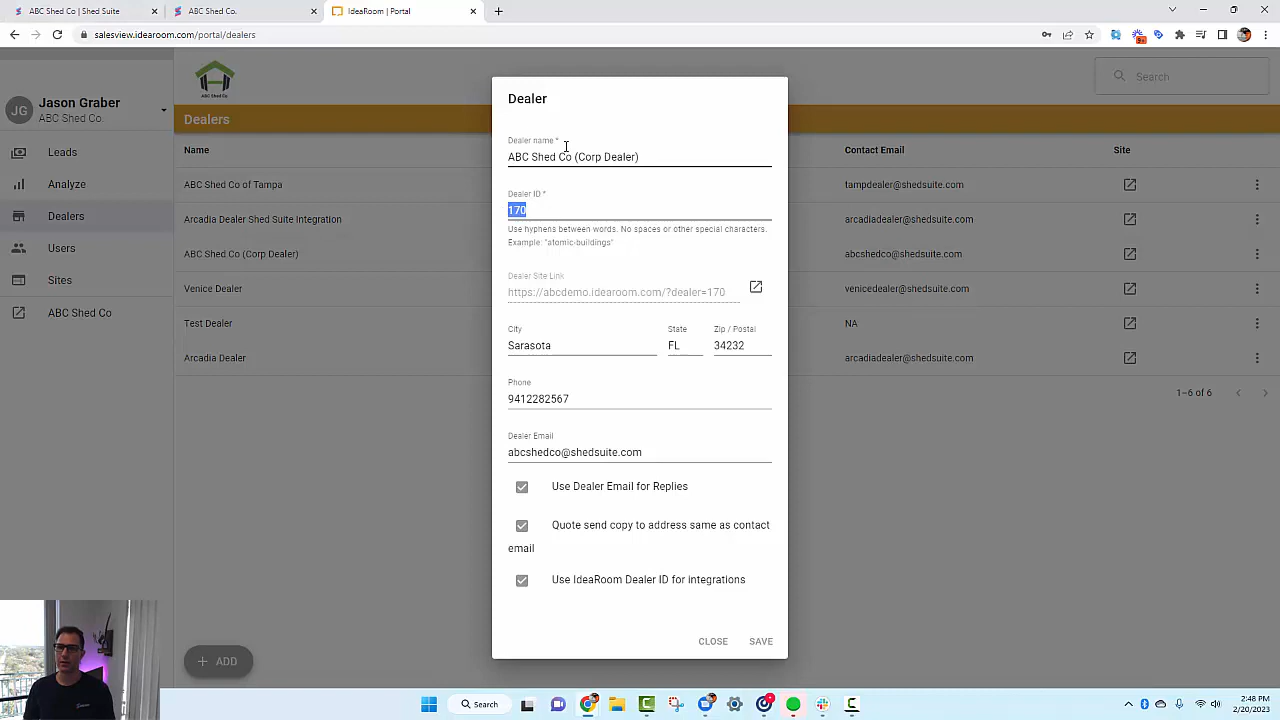 ABC Shed Co | Shed Suite
ABC Shed Co.
IdeaRoom | Portal
salesview.idearoom.com/portal/dealers
JG
Jason Graber
ABC Shed Co
Leads
Analyze
Dealers
Users
Sites
ABC Shed Co
ABC Shed Co.
Search
Dealers
Name
Contact Email
Site
ABC Shed Co of Tampa
tampdealer@shedsuite.com
Arcadia Dealer Shed Suite Integration
arcadiadealer@shedsuite.com
ABC Shed Co (Corp Dealer)
abcshedco@shedsuite.com
Venice Dealer
venicedealer@shedsuite.com
Test Dealer
NA
Arcadia Dealer
arcadiadealer@shedsuite.com
1–6 of 6
+ ADD
Dealer
Dealer name *
ABC Shed Co (Corp Dealer)
Dealer ID *
170
Use hyphens between words. No spaces or other special characters.
Example: "atomic-buildings"
Dealer Site Link
https://abcdemo.idearoom.com/?dealer=170
City
State
Zip / Postal
Sarasota
FL
34232
Phone
9412282567
Dealer Email
abcshedco@shedsuite.com
Use Dealer Email for Replies
Quote send copy to address same as contact
email
Use IdeaRoom Dealer ID for integrations
CLOSE
SAVE
Search
2:48 PM
2/20/2023